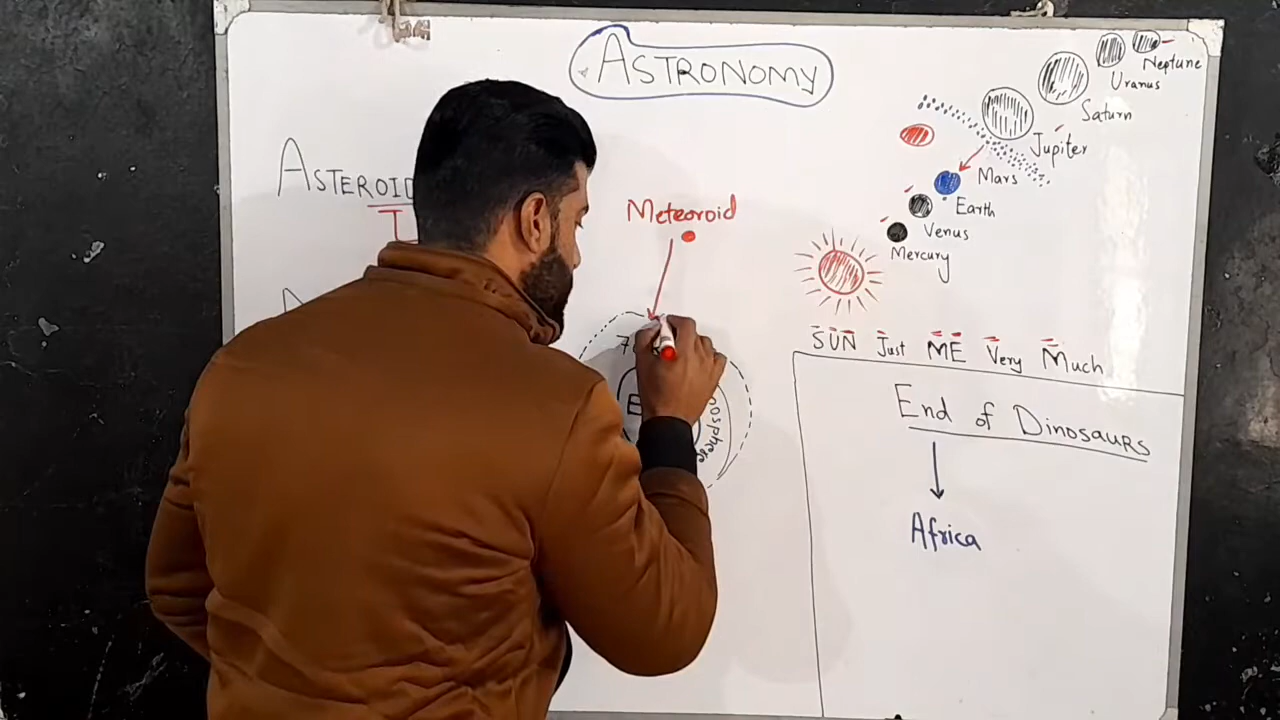 ASTRONOMY
ASTEROID
Meteoroid
Neptune
Uranus
Saturn
Jupiter
Mars
Earth
Venus
Mercury
SUN Just ME Very Much
End of Dinosaurs
Africa